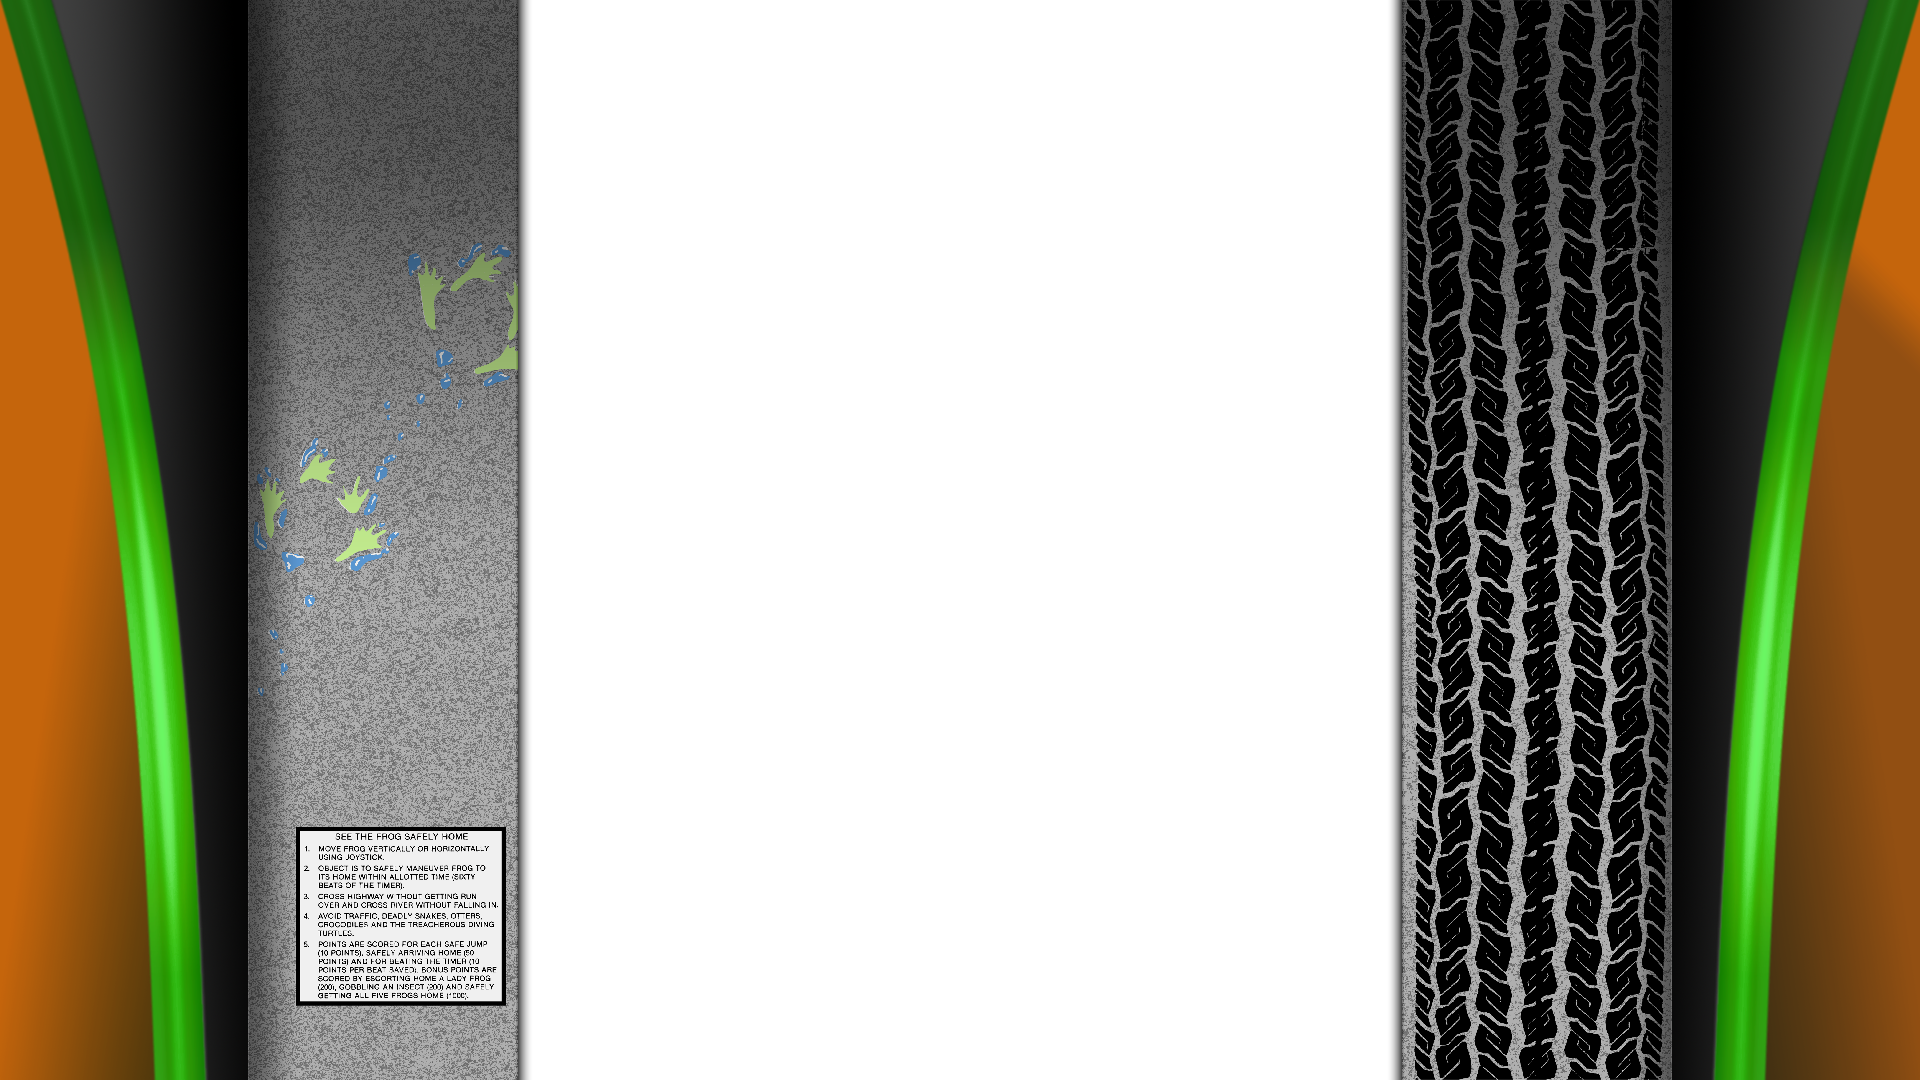 SEE THE FROG SAFELY HOME
1. MOVE FROG VERTICALLY OR HORIZONTALLY
USING JOYSTICK.
2. OBJECT IS TO SAFELY MANEUVER FROG TO
ITS HOME WITHIN ALLOTTED TIME (SIXTY
BEATS OF THE TIMER).
3. CROSS HIGHWAY WITHOUT GETTING RUN
OVER AND CROSS RIVER WITHOUT FALLING IN.
4. AVOID TRAFFIC, DEADLY SNAKES, OTTERS,
CROCODILES AND THE TREACHEROUS DIVING
TURTLES.
5. POINTS ARE SCORED FOR EACH SAFE JUMP
(10 POINTS), SAFELY ARRIVING HOME (50
POINTS) AND FOR BEATING THE TIMER (10
POINTS PER BEAT SAVED). BONUS POINTS ARE
SCORED BY ESCORTING HOME A LADY FROG
(200), GOBBLING AN INSECT (200) AND SAFELY
GETTING ALL FIVE FROGS HOME (1000).